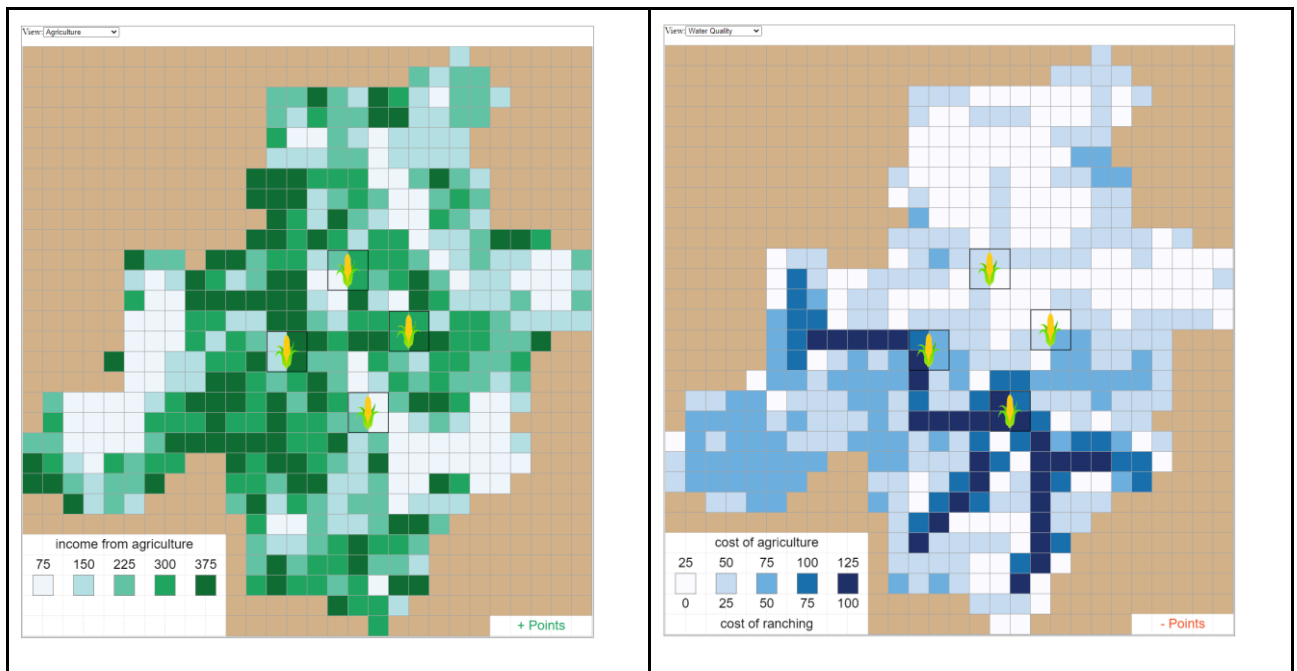 View: Agriculture
income from agriculture
75 150 225 300 375
+ Points
View: Water Quality
cost of agriculture
25 50 75 100 125
0 25 50 75 100
cost of ranching
- Points